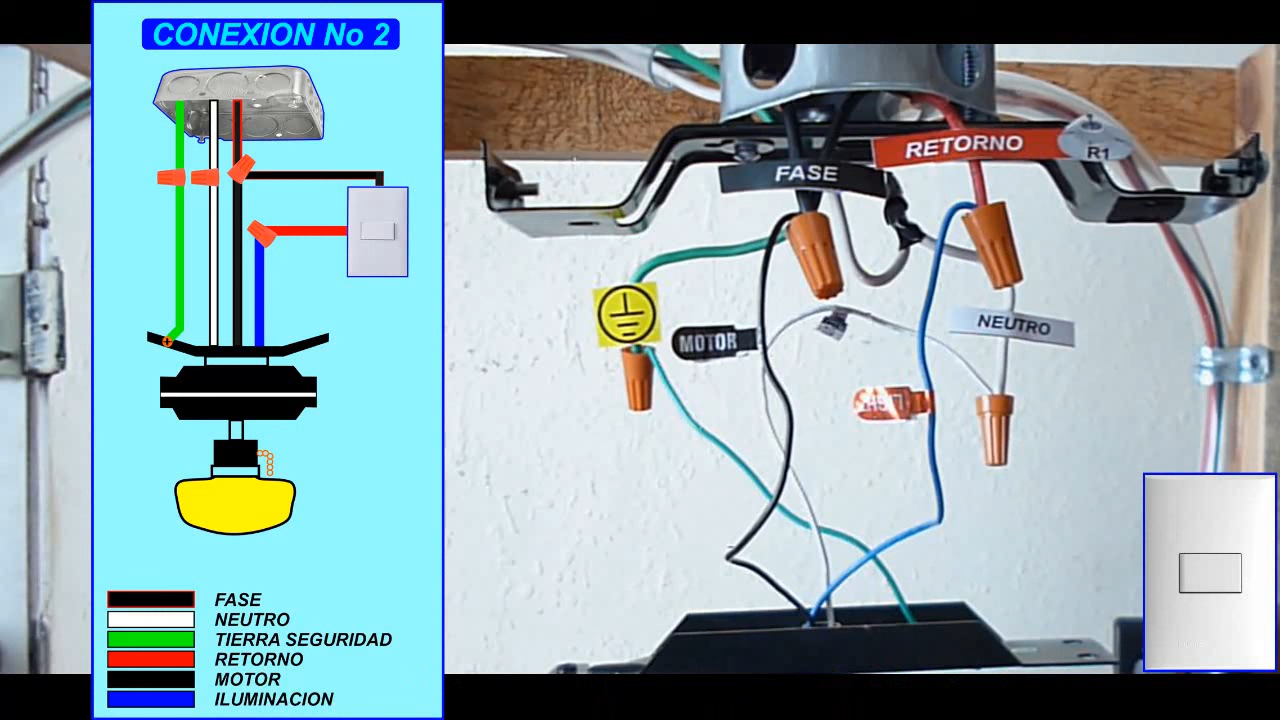 CONEXION No 2
FASE
NEUTRO
TIERRA SEGURIDAD
RETORNO
MOTOR
ILUMINACION
RETORNO
R1
FASE
MOTOR
NEUTRO